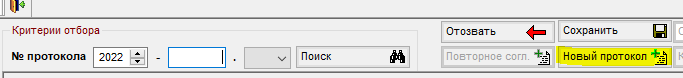 Критерии отбора
№ протокола 2022 - . Поиск
Отозвать Сохранить
Повторное согл. Новый протокол